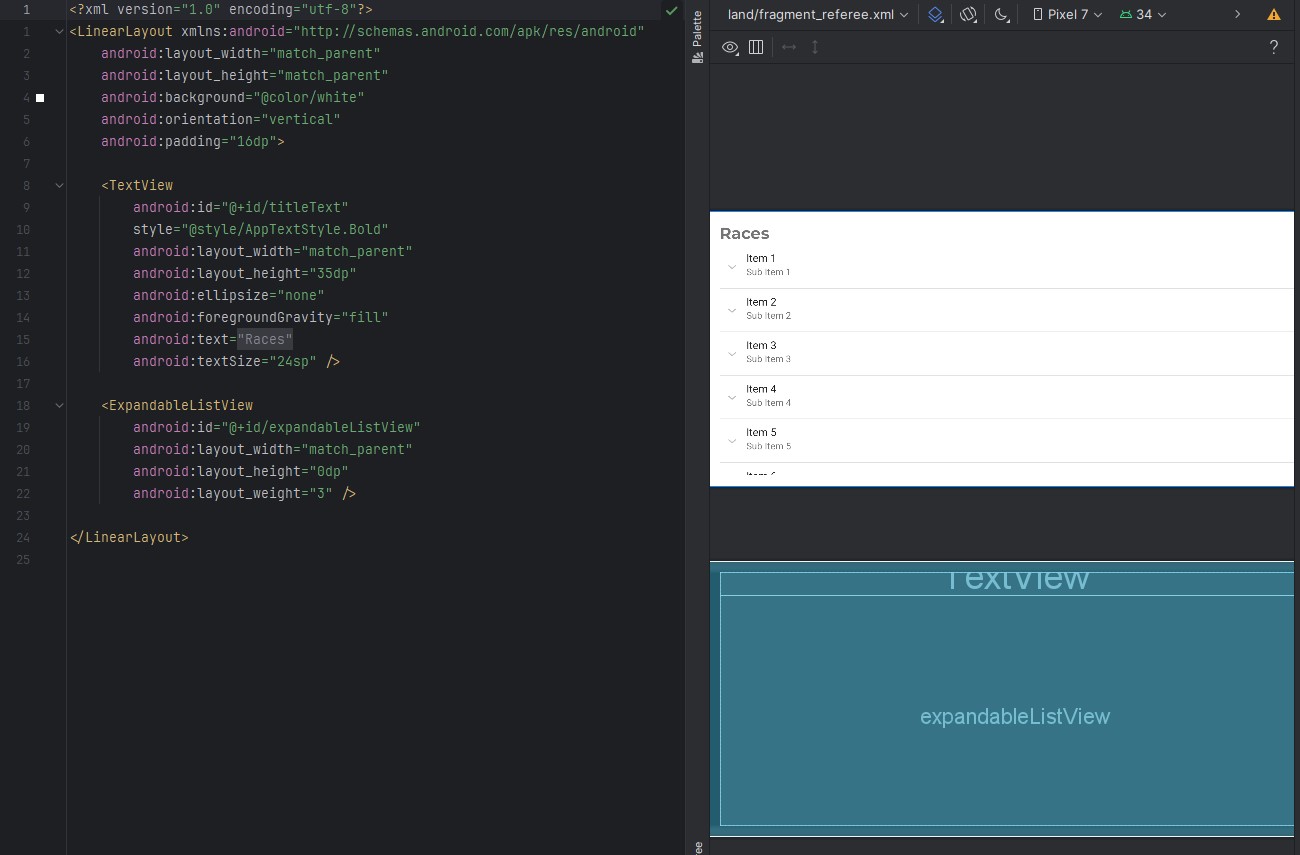 1 <?xml version="1.0" encoding="utf-8"?>
1 <LinearLayout xmlns:android="http://schemas.android.com/apk/res/android"
2 android:layout_width="match_parent"
3 android:layout_height="match_parent"
4 android:background="@color/white"
5 android:orientation="vertical"
6 android:padding="16dp">
7
8 <TextView
9 android:id="@+id/titleText"
10 style="@style/AppTextStyle.Bold"
11 android:layout_width="match_parent"
12 android:layout_height="35dp"
13 android:ellipsize="none"
14 android:foregroundGravity="fill"
15 android:text="Races"
16 android:textSize="24sp" />
17
18 <ExpandableListView
19 android:id="@+id/expandableListView"
20 android:layout_width="match_parent"
21 android:layout_height="0dp"
22 android:layout_weight="3" />
23
24 </LinearLayout>
25
Palette
land/fragment_referee.xml Pixel 7 34
?
Races
Item 1
Sub Item 1
Item 2
Sub Item 2
Item 3
Sub Item 3
Item 4
Sub Item 4
Item 5
Sub Item 5
TextView
expandableListView